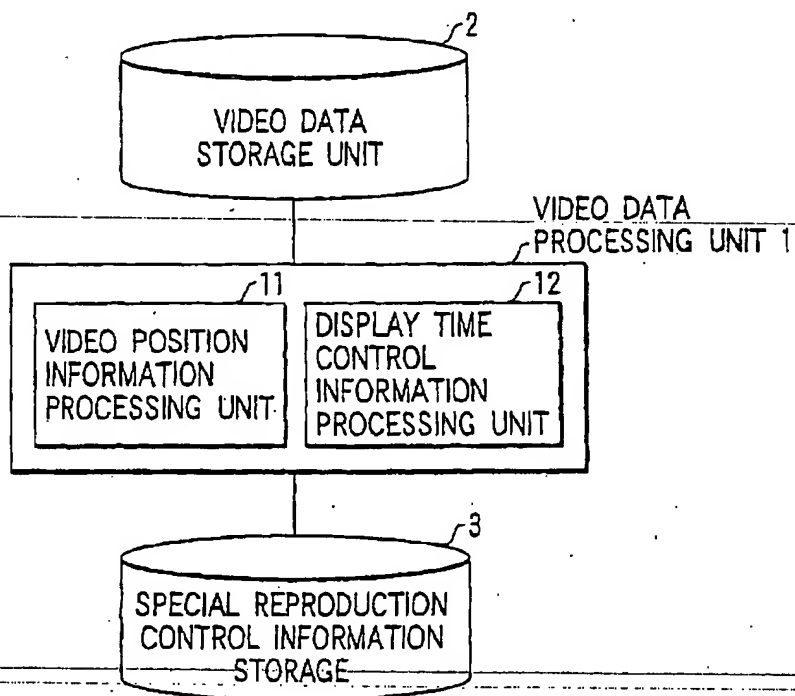 2
VIDEO DATA
STORAGE UNIT
VIDEO DATA
PROCESSING UNIT 1
11
VIDEO POSITION
INFORMATION
PROCESSING UNIT
12
DISPLAY TIME
CONTROL
INFORMATION
PROCESSING UNIT
3
SPECIAL REPRODUCTION
CONTROL INFORMATION
STORAGE